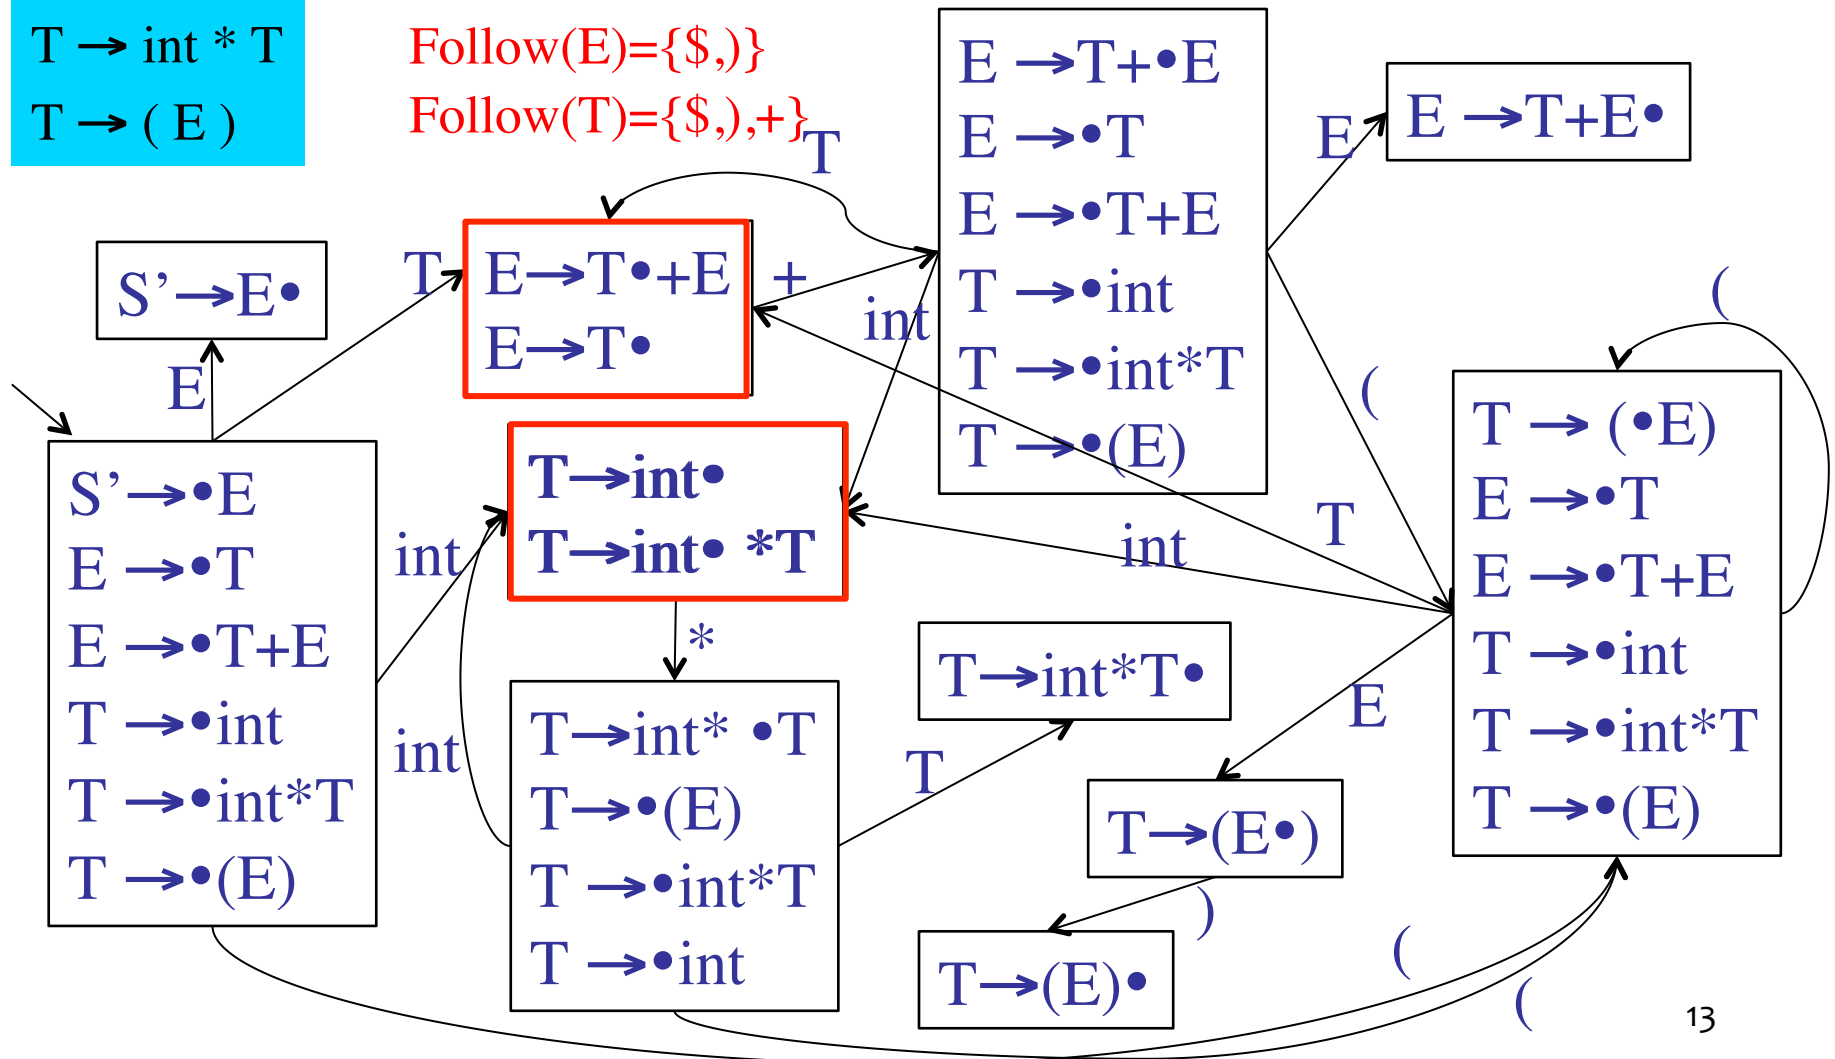 T → int * T
T → ( E )
Follow(E)={$,)}
Follow(T)={$,),+}
T
E →T+•E
E →•T
E →•T+E
T →•int
T →•int*T
T →•(E)
E
E →T+E•
S’→E•
E
T
E→T•+E
E→T•
+
int
(
(
T→int•
T→int• *T
S’→•E
E →•T
E →•T+E
T →•int
T →•int*T
T →•(E)
int
int
*
int
T
T → (•E)
E →•T
E →•T+E
T →•int
T →•int*T
T →•(E)
T→int* •T
T→•(E)
T →•int*T
T →•int
T
T→int*T•
E
T→(E•)
)
T→(E)•
(
(
13